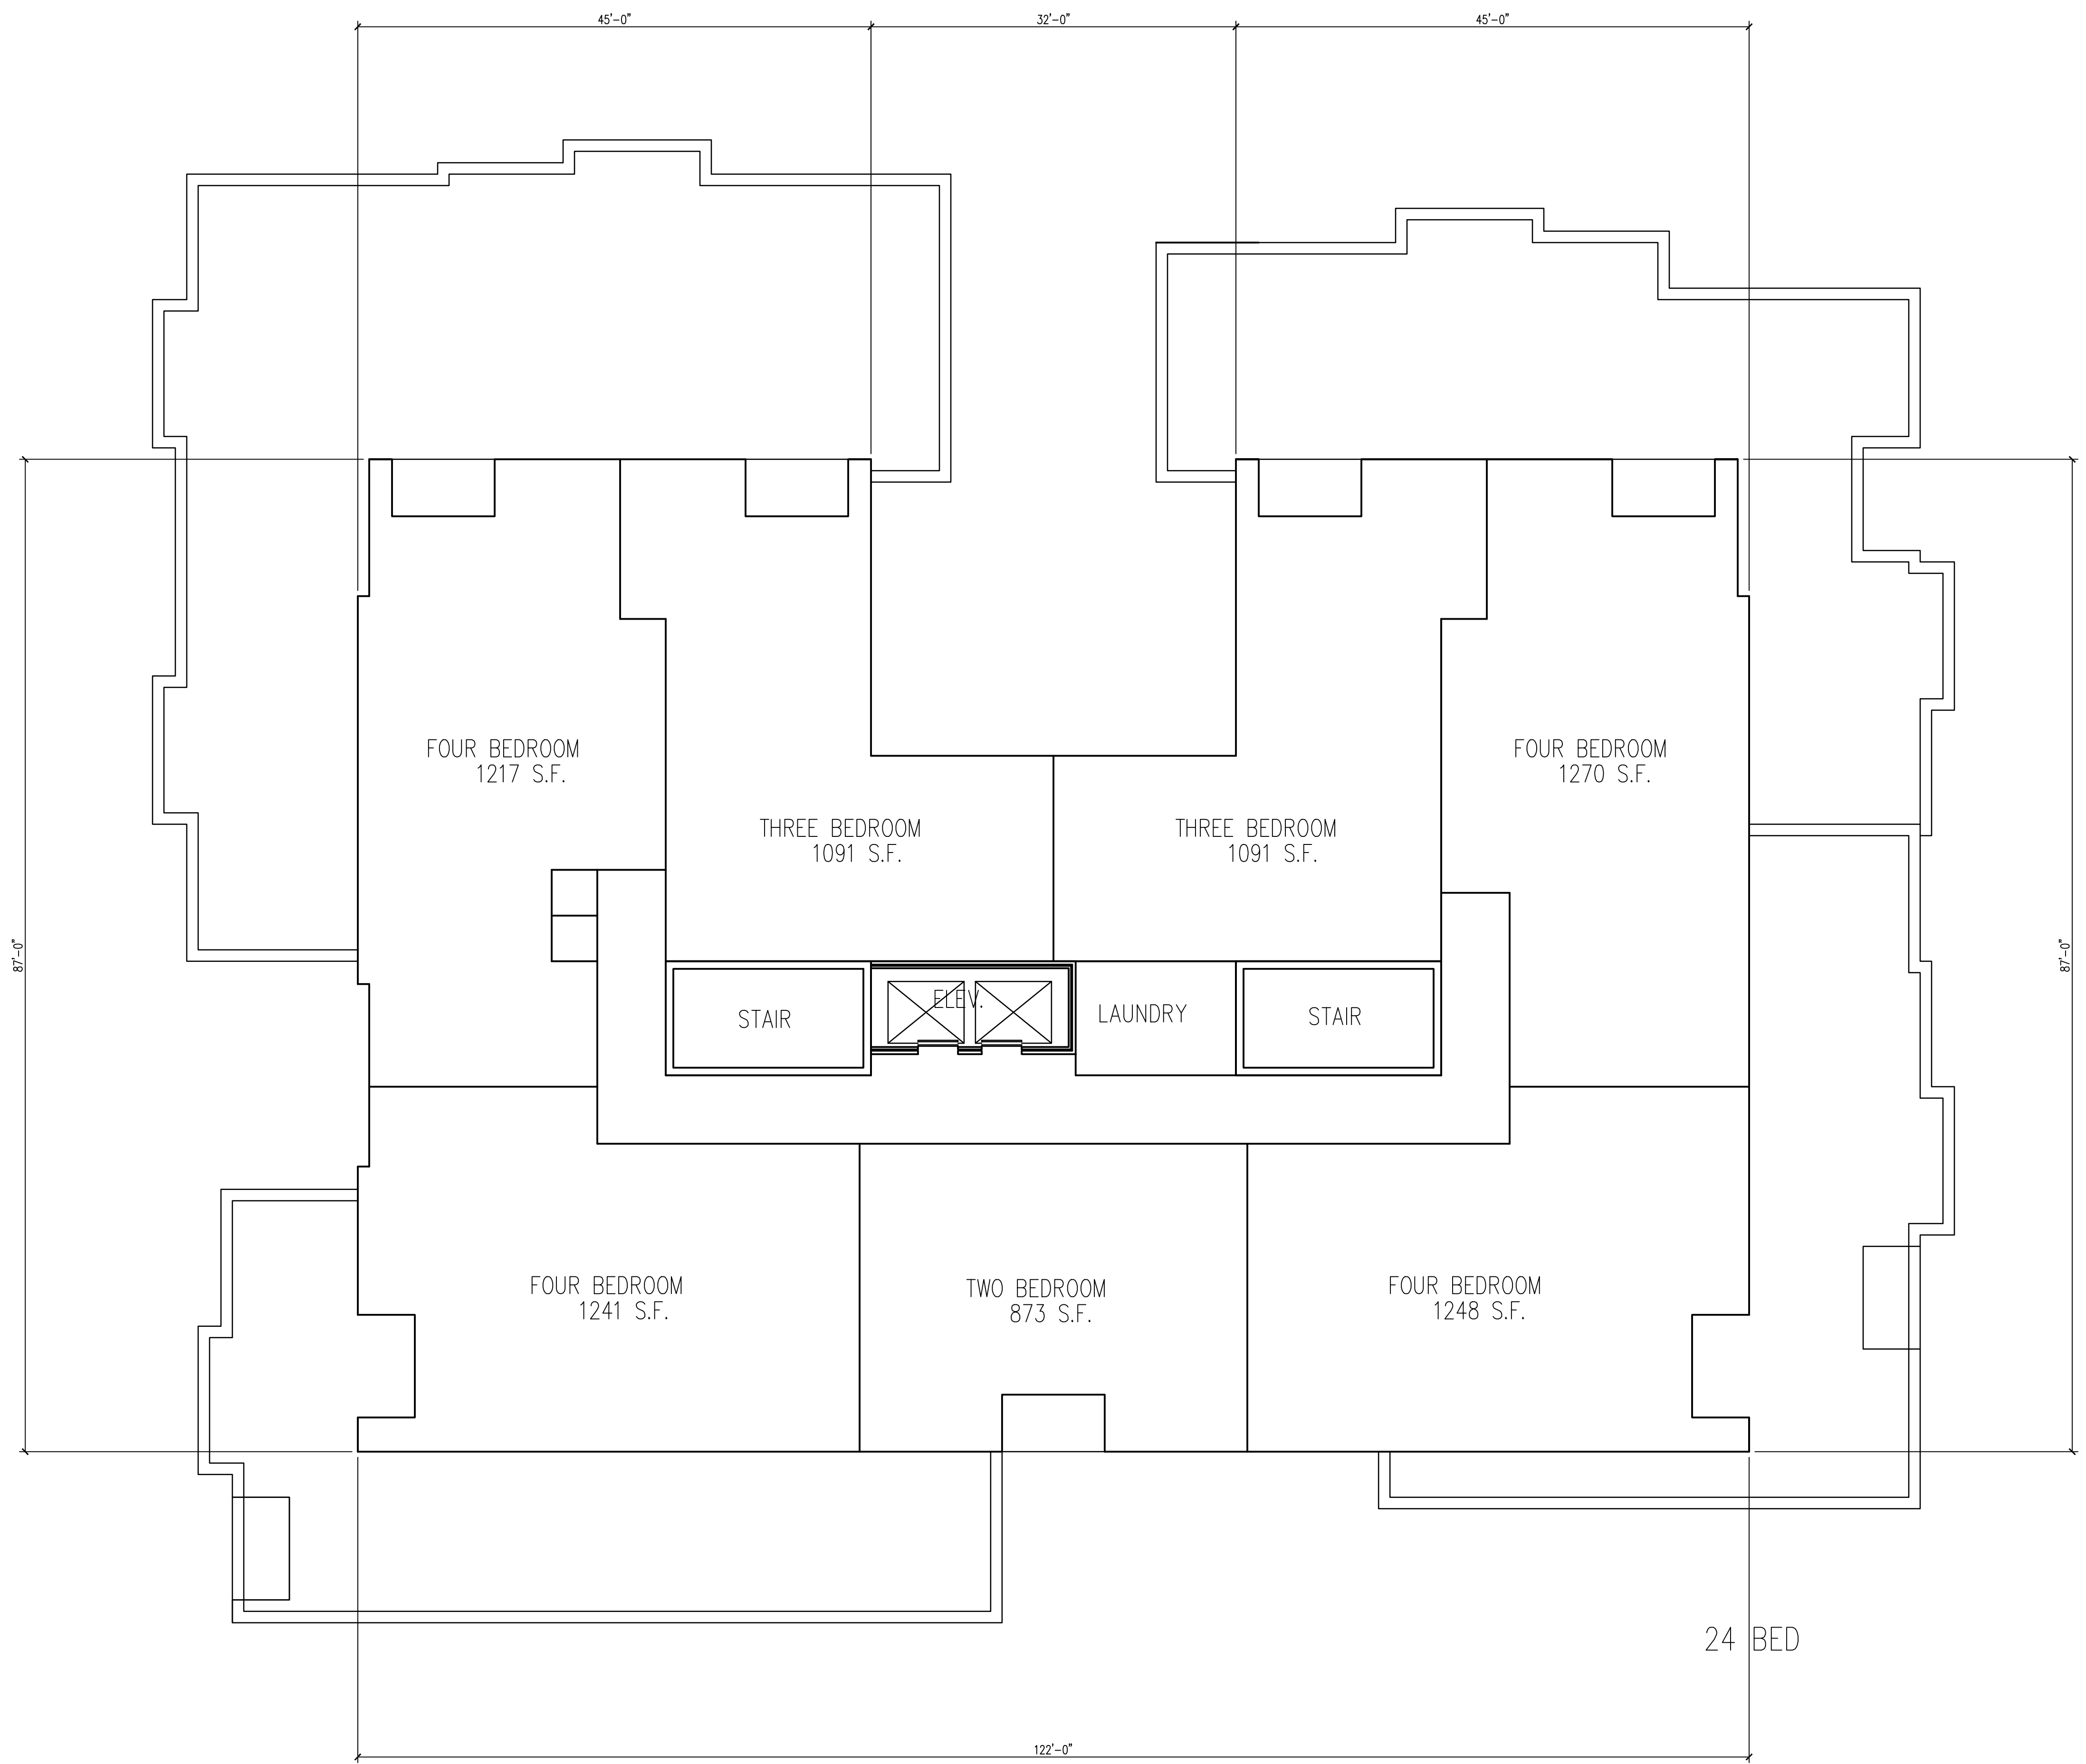 45'-0"
32'-0"
45'-0"
FOUR BEDROOM
1217 S.F.
FOUR BEDROOM
1270 S.F.
THREE BEDROOM
1091 S.F.
THREE BEDROOM
1091 S.F.
87'-0"
87'-0"
STAIR
ELEV.
LAUNDRY
STAIR
FOUR BEDROOM
1241 S.F.
TWO BEDROOM
873 S.F.
FOUR BEDROOM
1248 S.F.
24 BED
122'-0"